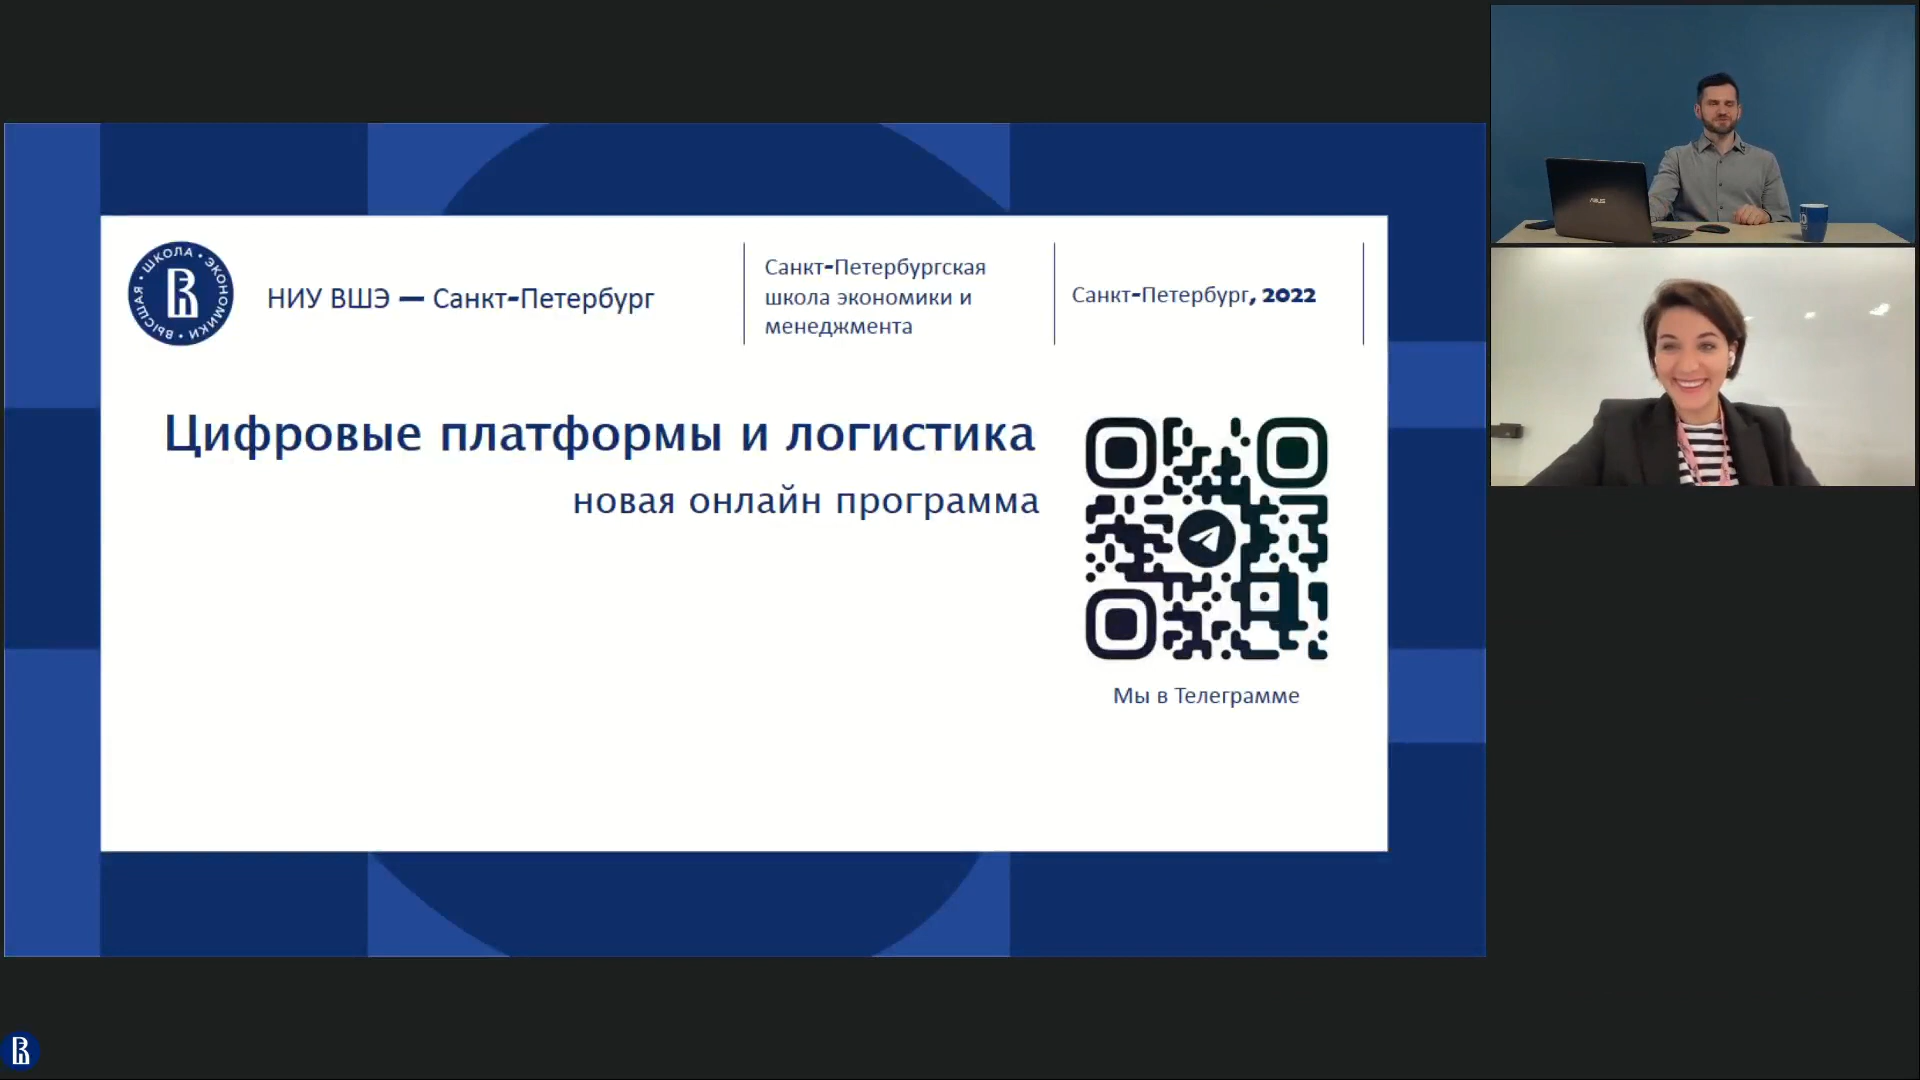 ВЫСШАЯ • ШКОЛА • ЭКОНОМИКИ •
НИУ ВШЭ — Санкт-Петербург
Санкт-Петербургская
школа экономики и
менеджмента
Санкт-Петербург, 2022
Цифровые платформы и логистика
новая онлайн программа
Мы в Телеграмме
ASUS